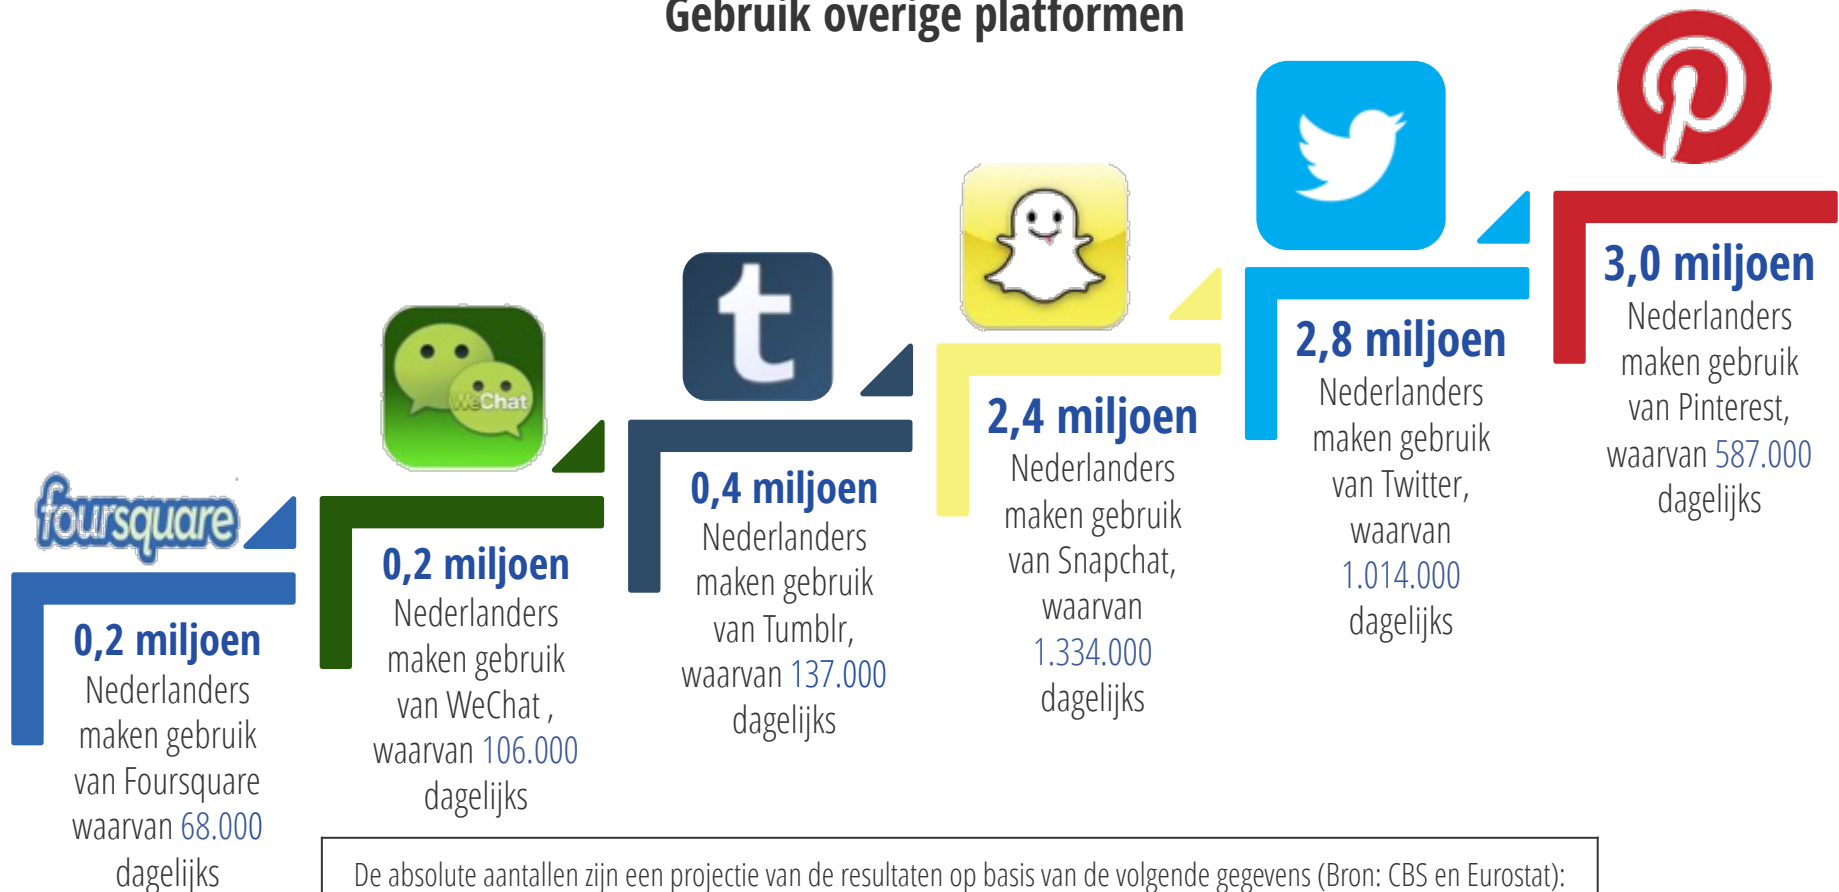 Gebruik overige platformen
foursquare
0,2 miljoen
Nederlanders
maken gebruik
van Foursquare
waarvan 68.000
dagelijks
WeChat
0,2 miljoen
Nederlanders
maken gebruik
van WeChat ,
waarvan 106.000
dagelijks
t
0,4 miljoen
Nederlanders
maken gebruik
van Tumblr,
waarvan 137.000
dagelijks
2,4 miljoen
Nederlanders
maken gebruik
van Snapchat,
waarvan
1.334.000
dagelijks
2,8 miljoen
Nederlanders
maken gebruik
van Twitter,
waarvan
1.014.000
dagelijks
3,0 miljoen
Nederlanders
maken gebruik
van Pinterest,
waarvan 587.000
dagelijks
De absolute aantallen zijn een projectie van de resultaten op basis van de volgende gegevens (Bron: CBS en Eurostat):